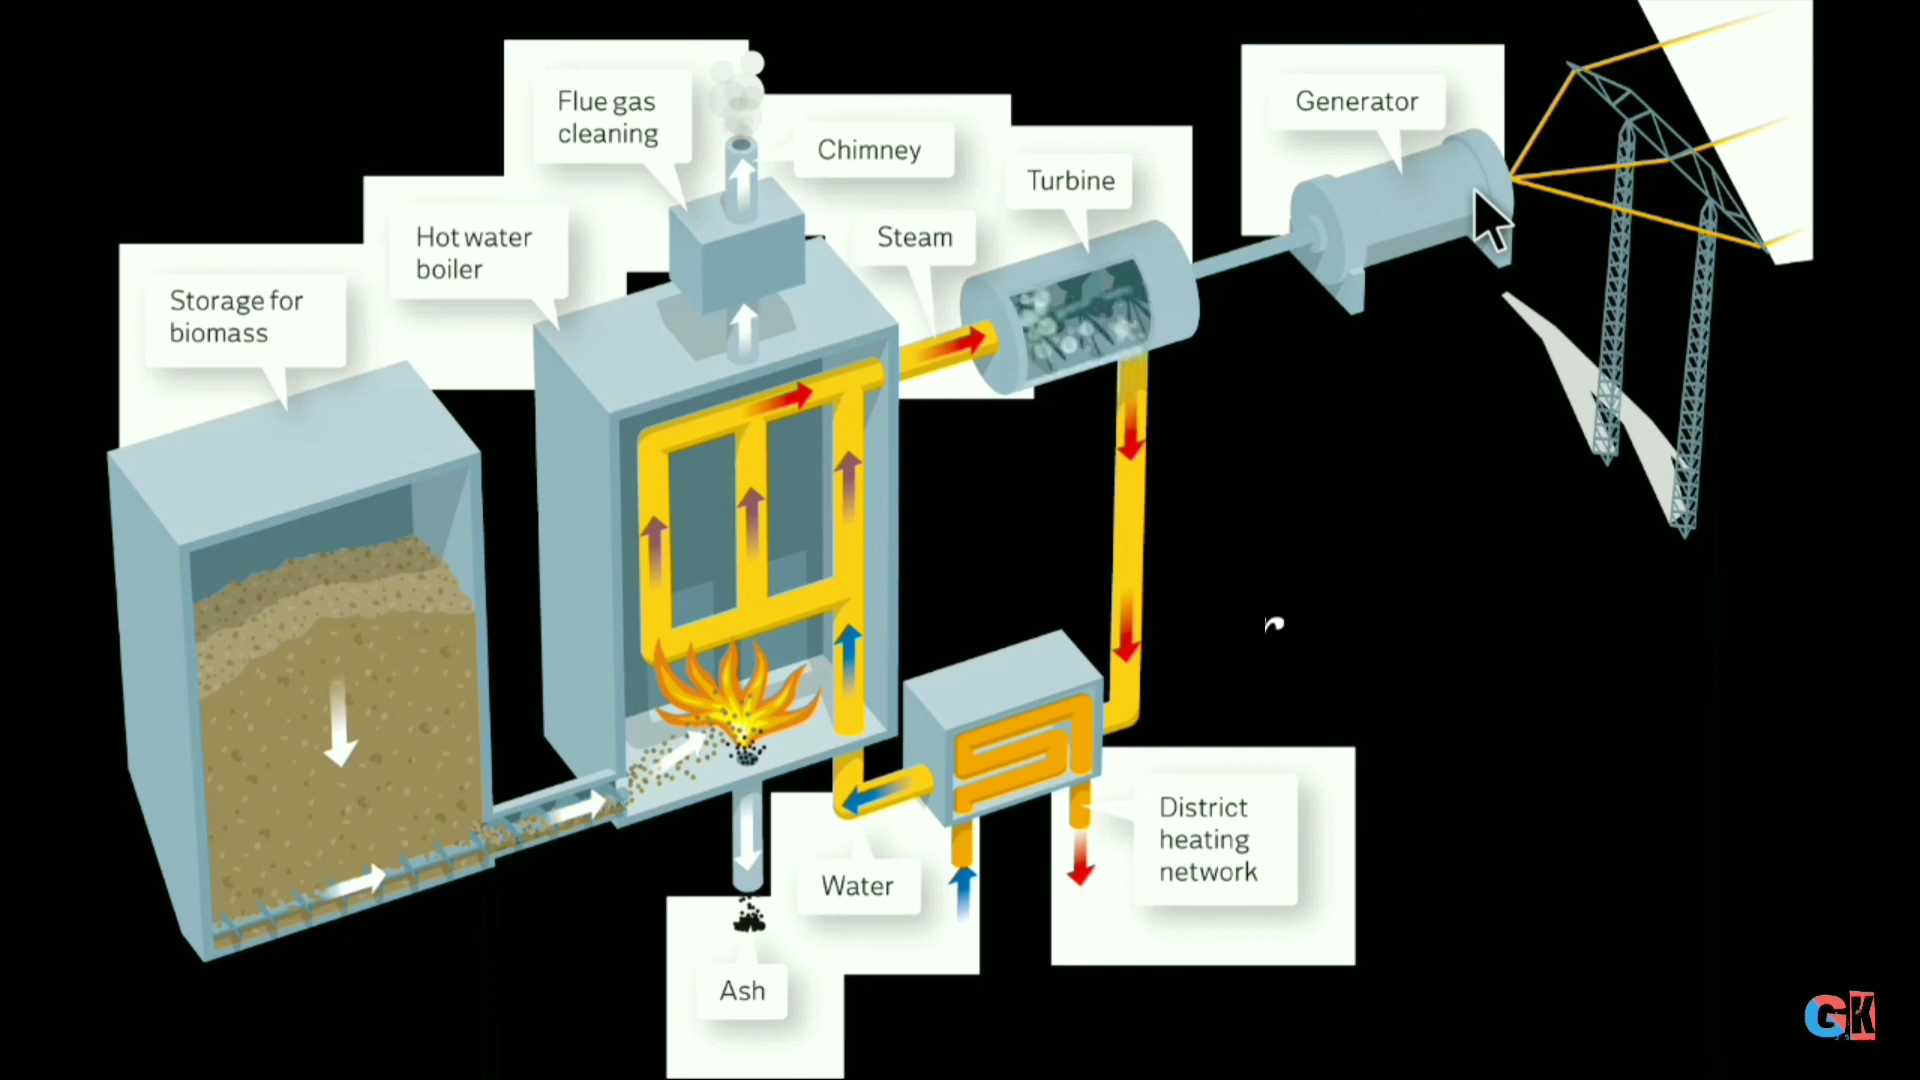 Flue gas
cleaning
Chimney
Generator
Turbine
Hot water
boiler
Steam
Storage for
biomass
District
heating
network
Water
Ash
GK